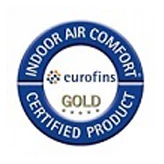 INDOOR AIR COMFORT
eurofins
GOLD
CERTIFIED PRODUCT